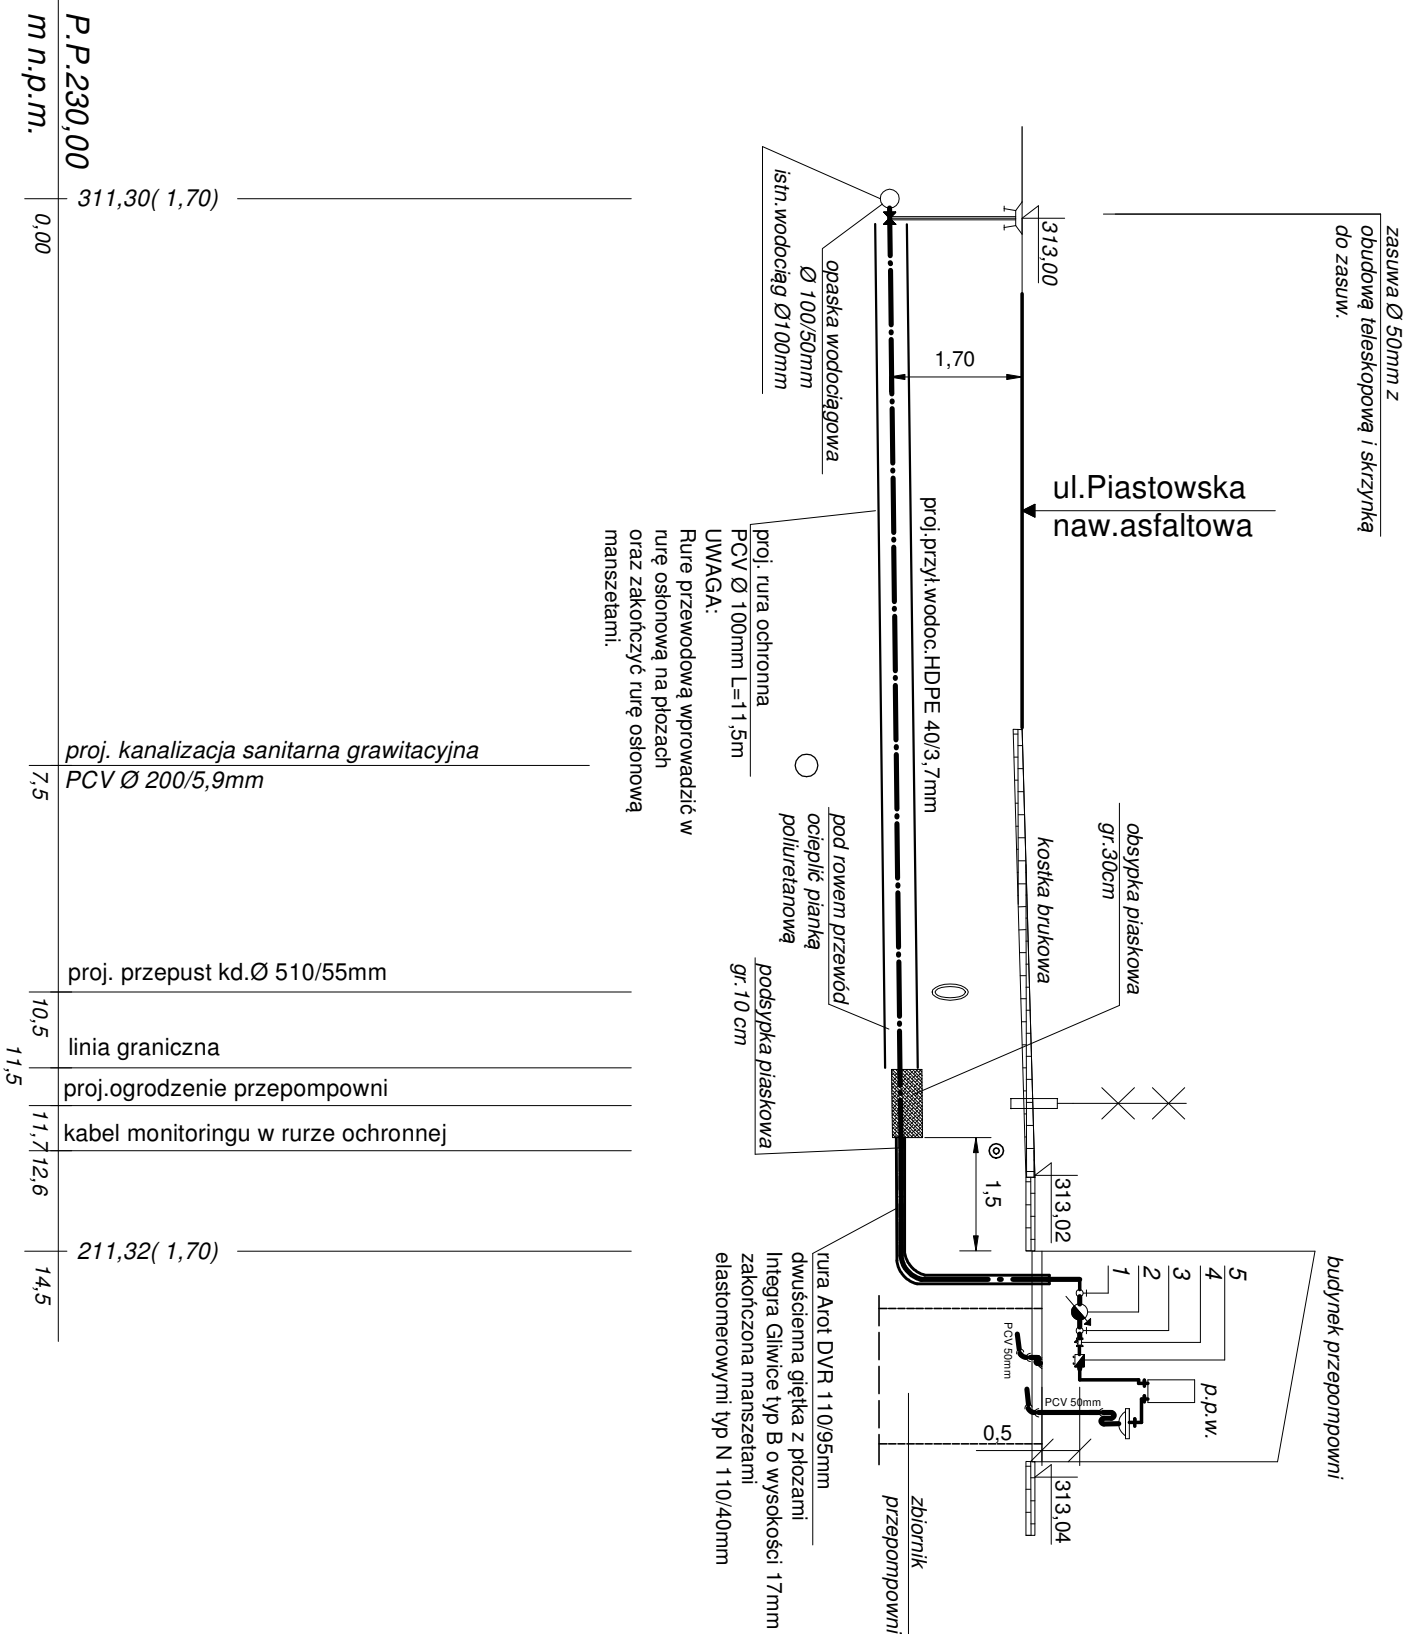 zasuwa Ø 50mm z
obudową teleskopową i skrzynką
do zasuw.
budynek przepompowni
313,00
ul.Piastowska
naw.asfaltowa
obsypka piaskowa
gr.30cm
kostka brukowa
313,02
1
2
3
4
5
p.p.w.
PCV 50mm
PCV 50mm
0,5
313,04
1,70
1,5
proj.przył.wodoc.HDPE 40/3,7mm
opaska wodociągowa
Ø 100/50mm
istn.wodociąg Ø100mm
proj. rura ochronna
PCV Ø 100mm L=11,5m
UWAGA:
Rure przewodową wprowadzić w
rurę osłonową na płozach
oraz zakończyć rurę osłonową
manszetami.
pod rowem przewód
ocieplić pianką
poliuretanową
podsypka piaskowa
gr.10 cm
zbiornik
przepompowni
rura Arot DVR 110/95mm
dwuścienna giętka z płozami
Integra Gliwice typ B o wysokości 17mm
zakończona manszetami
elastomerowymi typ N 110/40mm
P.P.230,00
m n.p.m.
311,30( 1,70)
proj. kanalizacja sanitarna grawitacyjna
PCV Ø 200/5,9mm
proj. przepust kd.Ø 510/55mm
linia graniczna
proj.ogrodzenie przepompowni
kabel monitoringu w rurze ochronnej
211,32( 1,70)
0,00
7,5
10,5
11,5
11,7
12,6
14,5